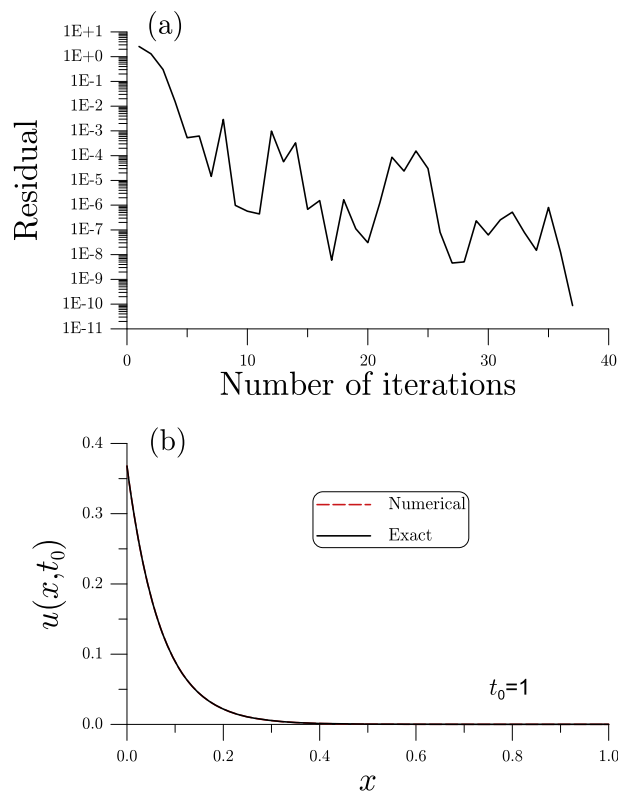 (a)
1E+1
1E+0
1E-1
1E-2
1E-3
1E-4
1E-5
1E-6
1E-7
1E-8
1E-9
1E-10
1E-11
Residual
0 10 20 30 40
Number of iterations
(b)
0.4
0.3
0.2
0.1
0.0
u(x,t₀)
Numerical
Exact
t₀=1
0.0 0.2 0.4 0.6 0.8 1.0
x